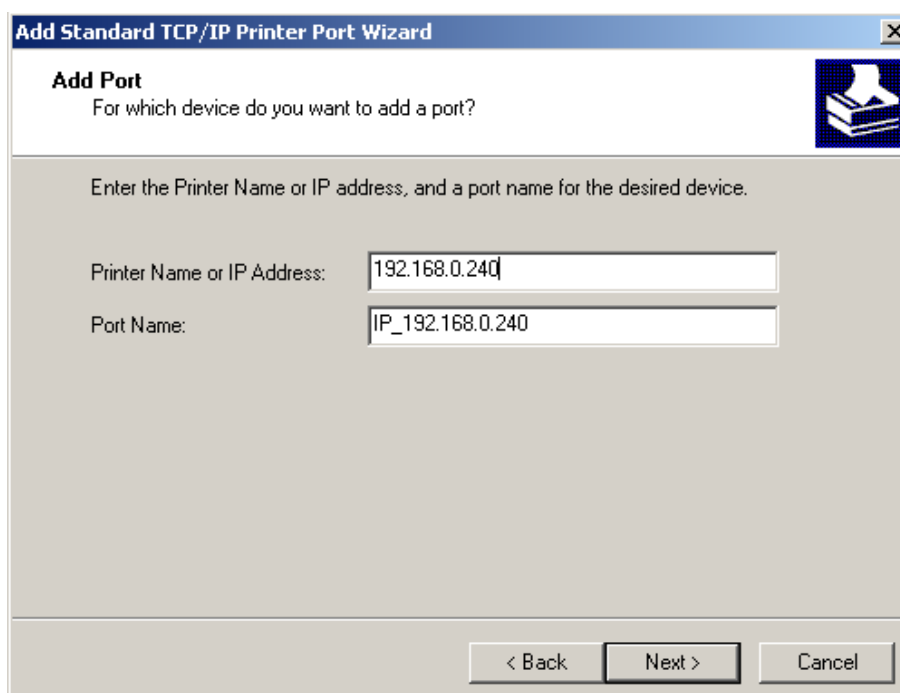 Add Standard TCP/IP Printer Port Wizard
Add Port
For which device do you want to add a port?
Enter the Printer Name or IP address, and a port name for the desired device.
Printer Name or IP Address: 192.168.0.240
Port Name: IP_192.168.0.240
< Back Next > Cancel